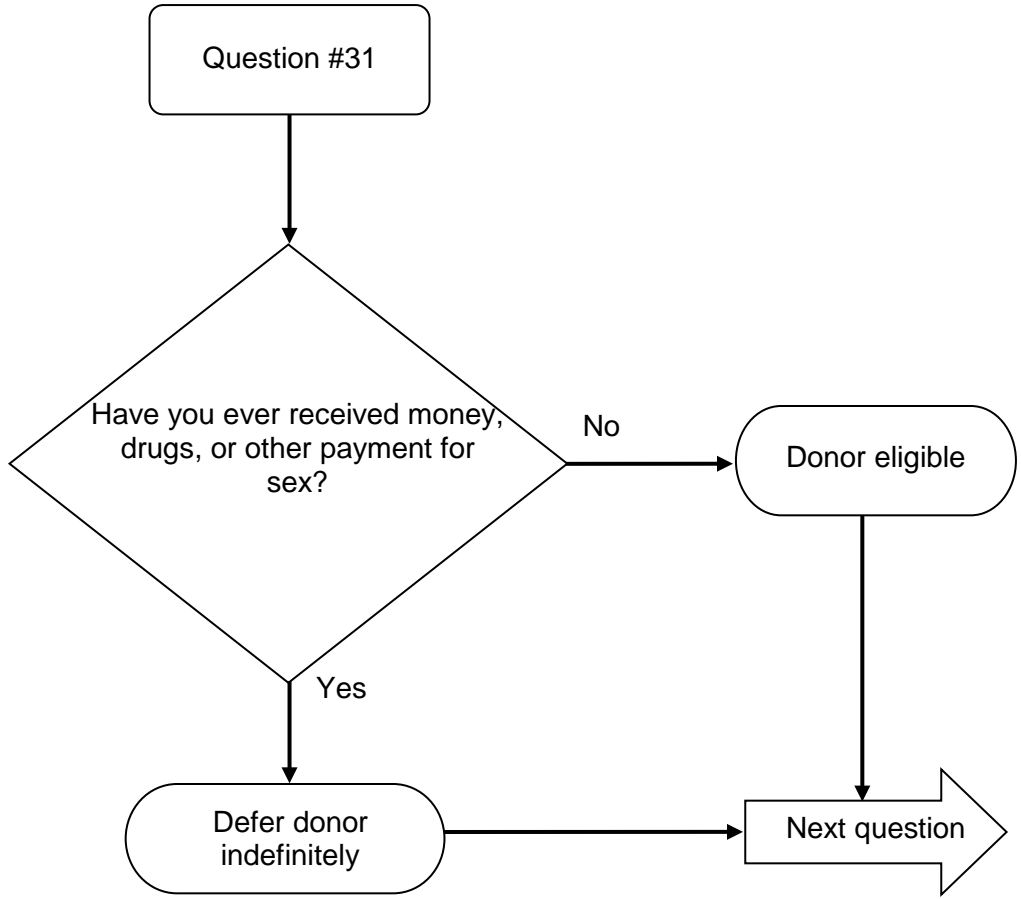 Question #31
Have you ever received money,
drugs, or other payment for
sex?
No
Donor eligible
Yes
Defer donor
indefinitely
Next question